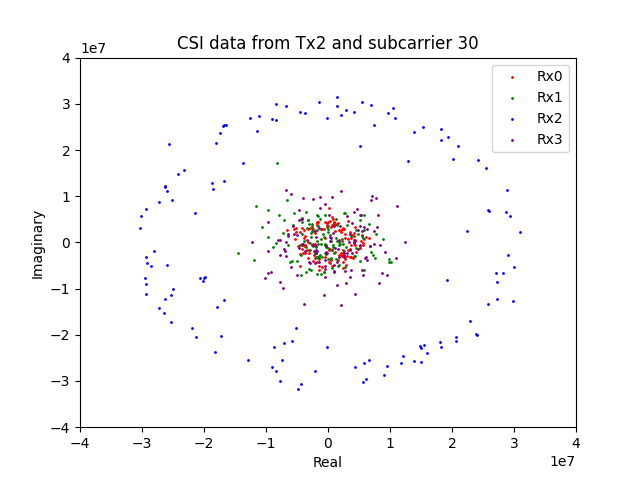 CSI data from Tx2 and subcarrier 30
1e7
4
3
2
1
0
−1
−2
−3
−4
Imaginary
Rx0
Rx1
Rx2
Rx3
−4 −3 −2 −1 0 1 2 3 4
Real
1e7